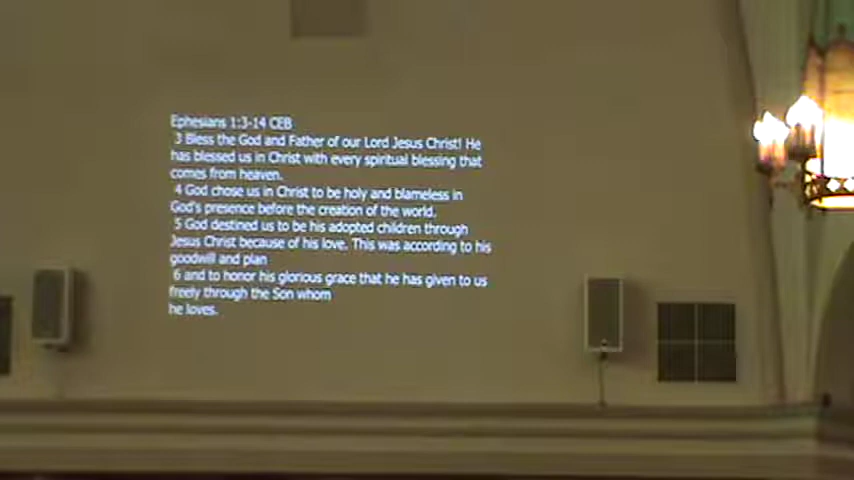 Ephesians 1:3-14 CEB
3 Bless the God and Father of our Lord Jesus Christ! He
has blessed us in Christ with every spiritual blessing that
comes from heaven.
4 God chose us in Christ to be holy and blameless in
God's presence before the creation of the world.
5 God destined us to be his adopted children through
Jesus Christ because of his love. This was according to his
goodwill and plan
6 and to honor his glorious grace that he has given to us
freely through the Son whom
he loves.